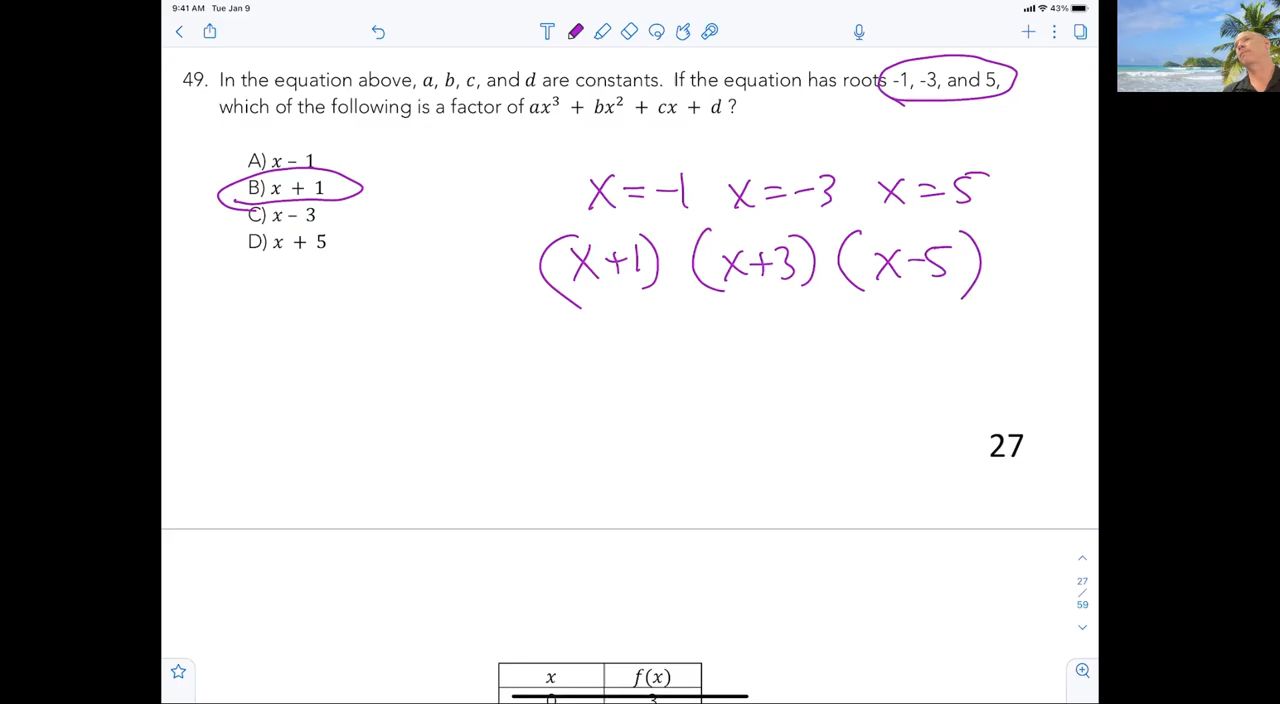 9:41 AM Tue Jan 9
43%
49. In the equation above, a, b, c, and d are constants. If the equation has roots -1, -3, and 5,
which of the following is a factor of ax³ + bx² + cx + d ?
A) x – 1
B) x + 1
C) x – 3
D) x + 5
x = -1 x = -3 x = 5
(x+1) (x+3) (x-5)
27
27
/
59
x f(x)
0 3